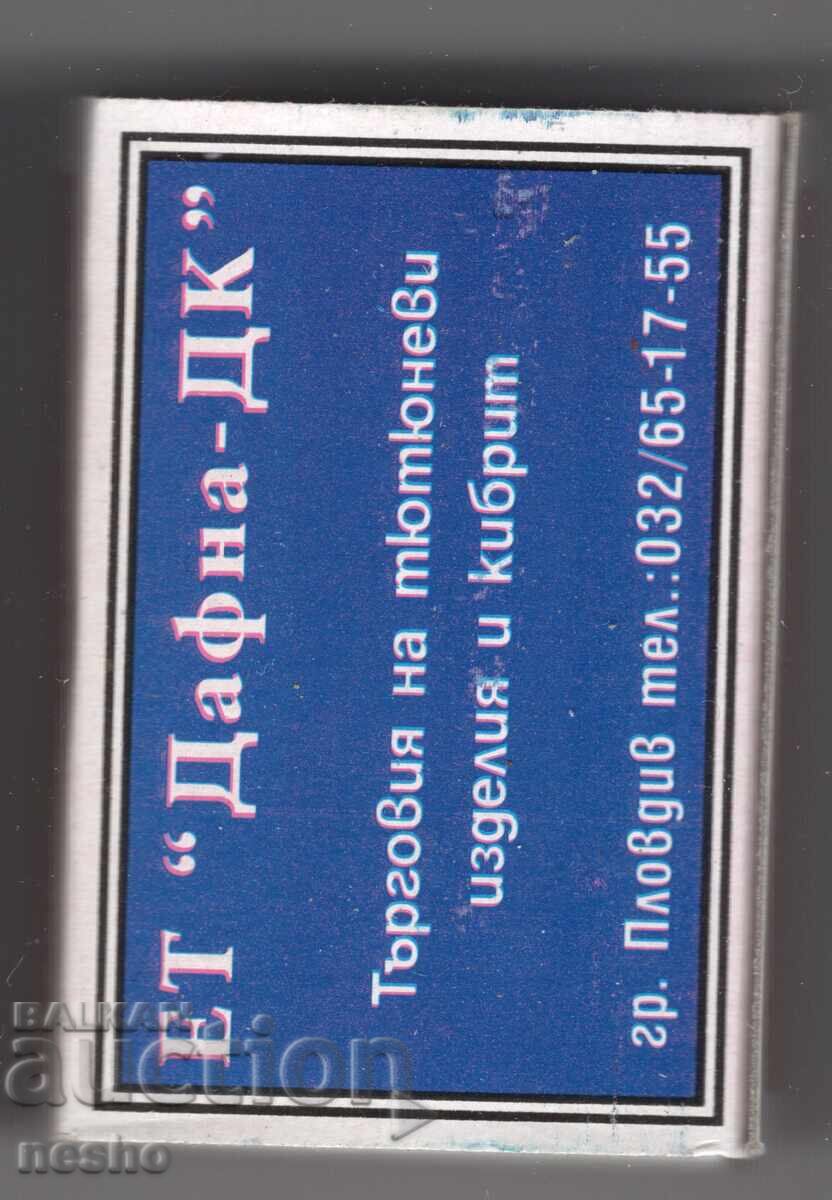 ЕТ “Дафна-ДК”
Търговия на тютюневи
изделия и кибрит
гр. Пловдив тел.:032/65-17-55
BALKAN
auction
nesho